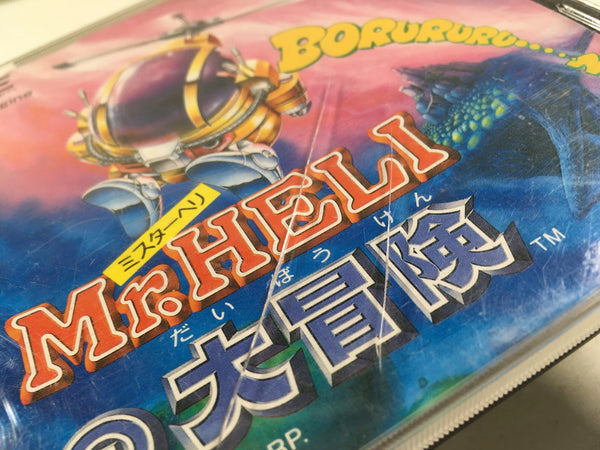 BORURURU.....
ミスターヘリ
Mr. HELI
だいぼうけん
の大冒険
TM
RP.